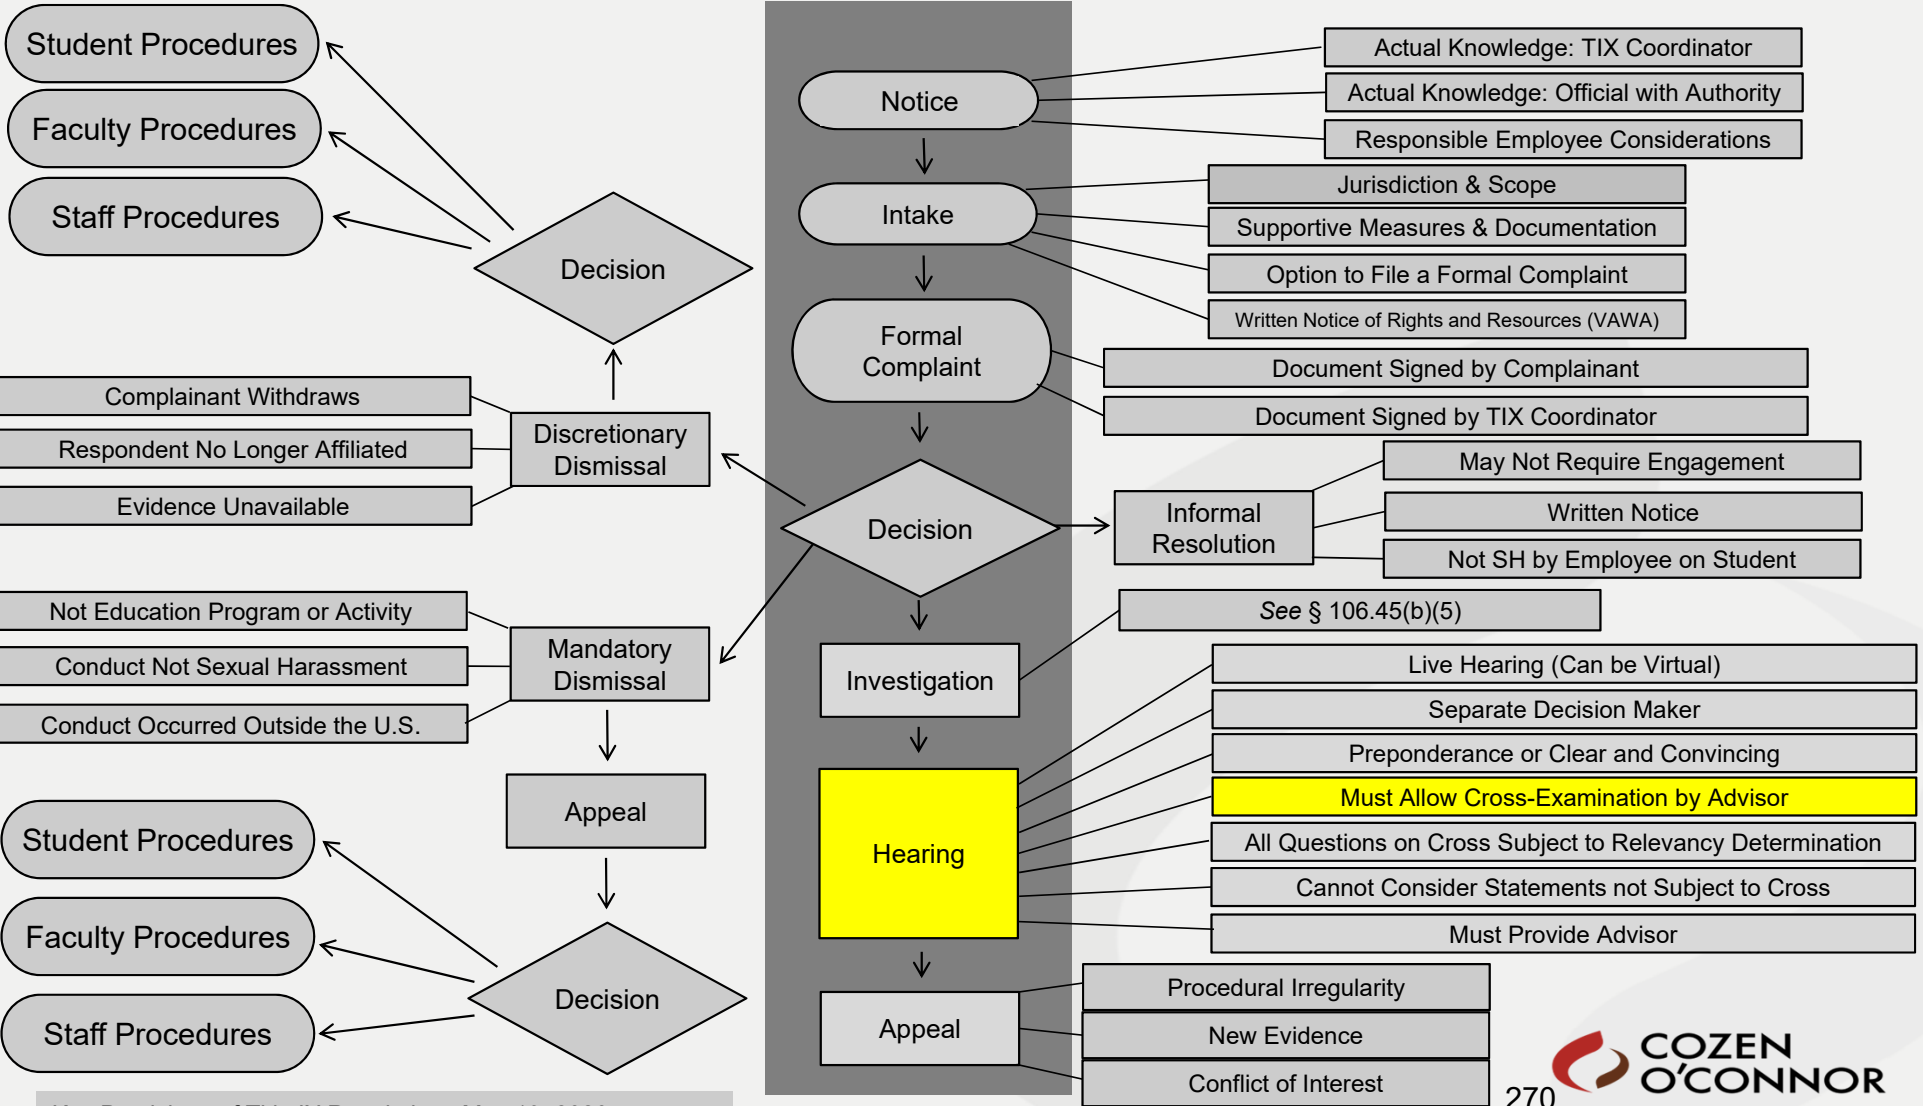 Student Procedures
Faculty Procedures
Staff Procedures
Decision
Complainant Withdraws
Respondent No Longer Affiliated
Evidence Unavailable
Discretionary
Dismissal
Not Education Program or Activity
Conduct Not Sexual Harassment
Conduct Occurred Outside the U.S.
Mandatory
Dismissal
Appeal
Student Procedures
Faculty Procedures
Staff Procedures
Decision
Notice
Actual Knowledge: TIX Coordinator
Actual Knowledge: Official with Authority
Responsible Employee Considerations
Intake
Jurisdiction & Scope
Supportive Measures & Documentation
Option to File a Formal Complaint
Written Notice of Rights and Resources (VAWA)
Formal
Complaint
Document Signed by Complainant
Document Signed by TIX Coordinator
Decision
Informal
Resolution
May Not Require Engagement
Written Notice
Not SH by Employee on Student
Investigation
See § 106.45(b)(5)
Hearing
Live Hearing (Can be Virtual)
Separate Decision Maker
Preponderance or Clear and Convincing
Must Allow Cross-Examination by Advisor
All Questions on Cross Subject to Relevancy Determination
Cannot Consider Statements not Subject to Cross
Must Provide Advisor
Appeal
Procedural Irregularity
New Evidence
Conflict of Interest
270
COZEN
O'CONNOR